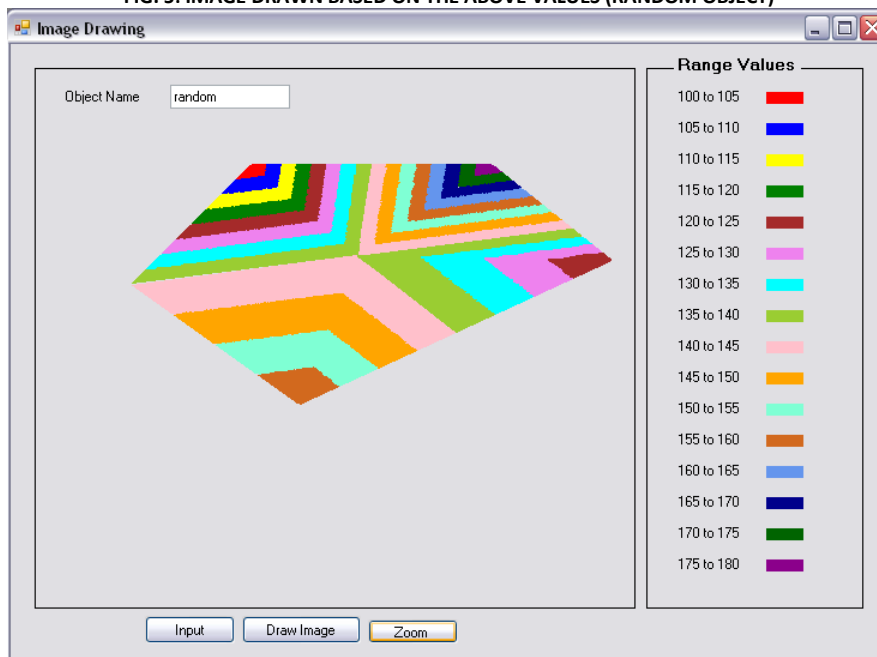 FIG. 9: IMAGE DRAWN BASED ON THE ABOVE VALUES (RANDOM OBJECT)
Image Drawing
Range Values
Object Name random
100 to 105
105 to 110
110 to 115
115 to 120
120 to 125
125 to 130
130 to 135
135 to 140
140 to 145
145 to 150
150 to 155
155 to 160
160 to 165
165 to 170
170 to 175
175 to 180
Input Draw Image Zoom